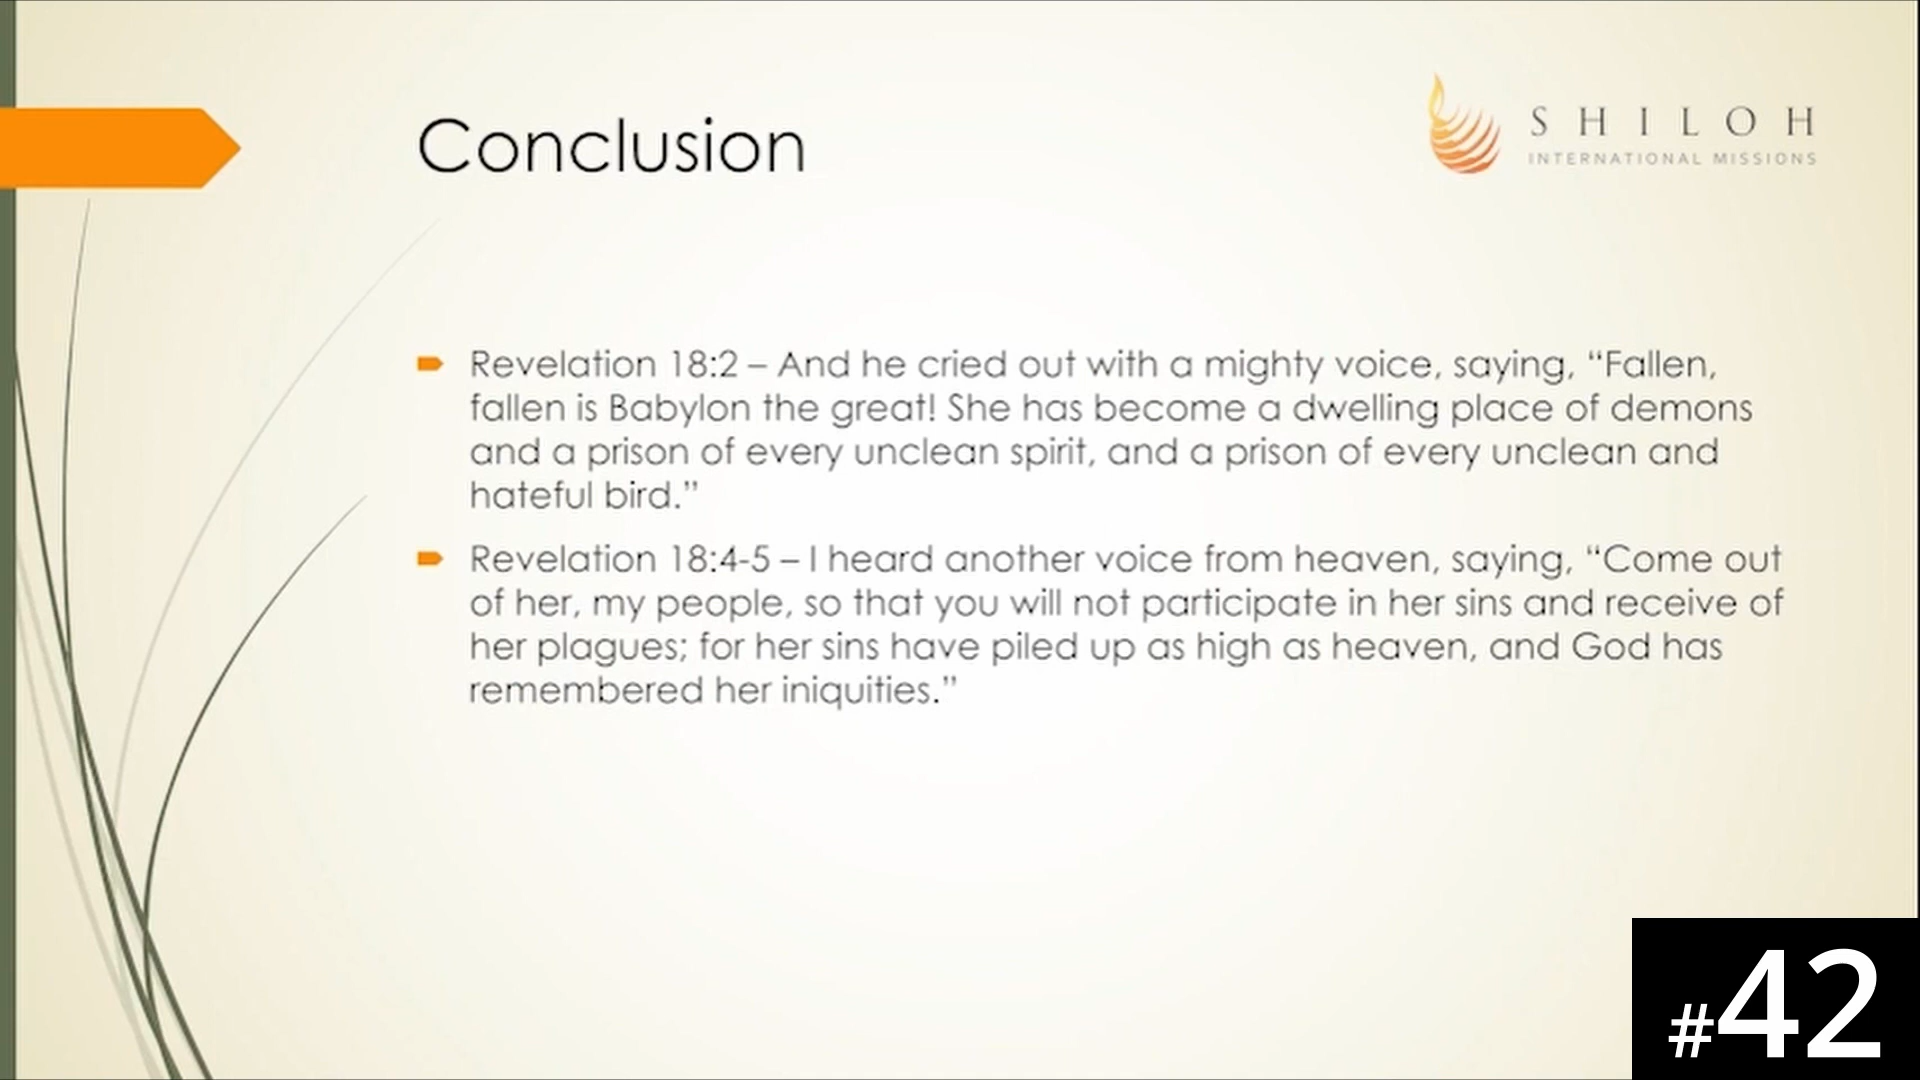 Conclusion
SHILOH
INTERNATIONAL MISSIONS
Revelation 18:2 – And he cried out with a mighty voice, saying, “Fallen,
fallen is Babylon the great! She has become a dwelling place of demons
and a prison of every unclean spirit, and a prison of every unclean and
hateful bird.”
Revelation 18:4-5 – I heard another voice from heaven, saying, “Come out
of her, my people, so that you will not participate in her sins and receive of
her plagues; for her sins have piled up as high as heaven, and God has
remembered her iniquities.”
#42